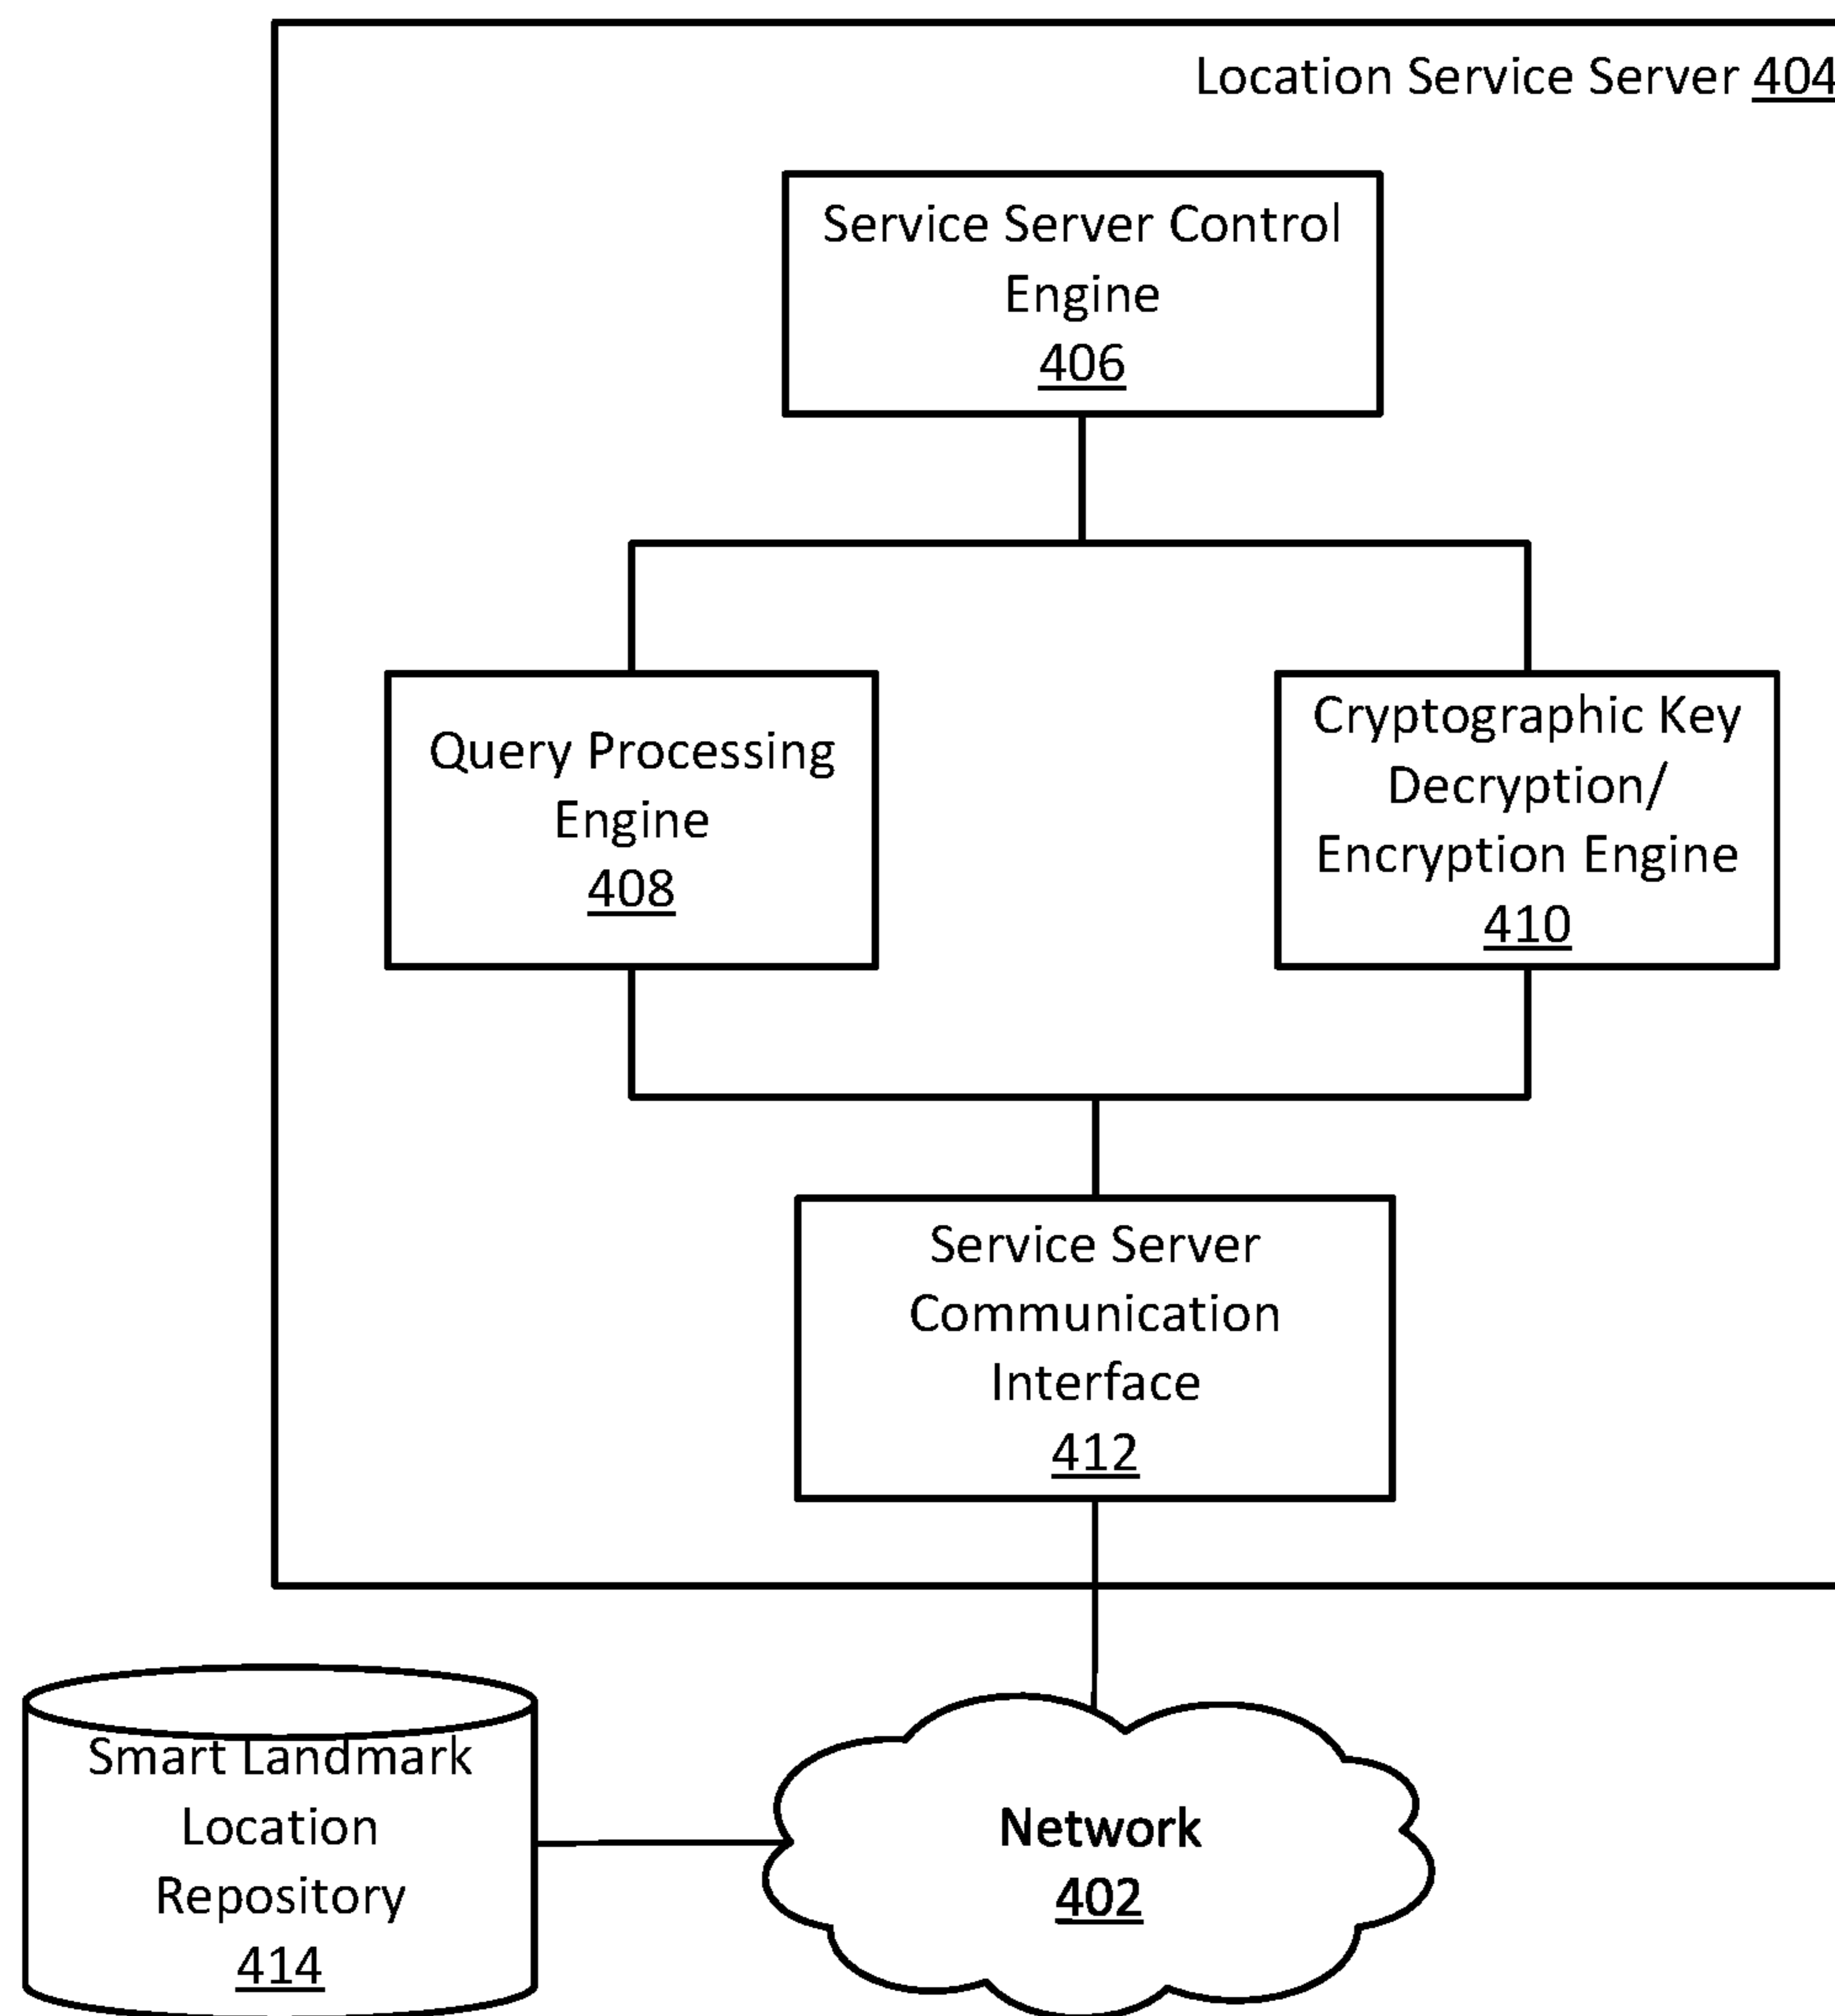 Location Service Server 404
Service Server Control
Engine
406
Query Processing
Engine
408
Cryptographic Key
Decryption/
Encryption Engine
410
Service Server
Communication
Interface
412
Smart Landmark
Location
Repository
414
Network
402